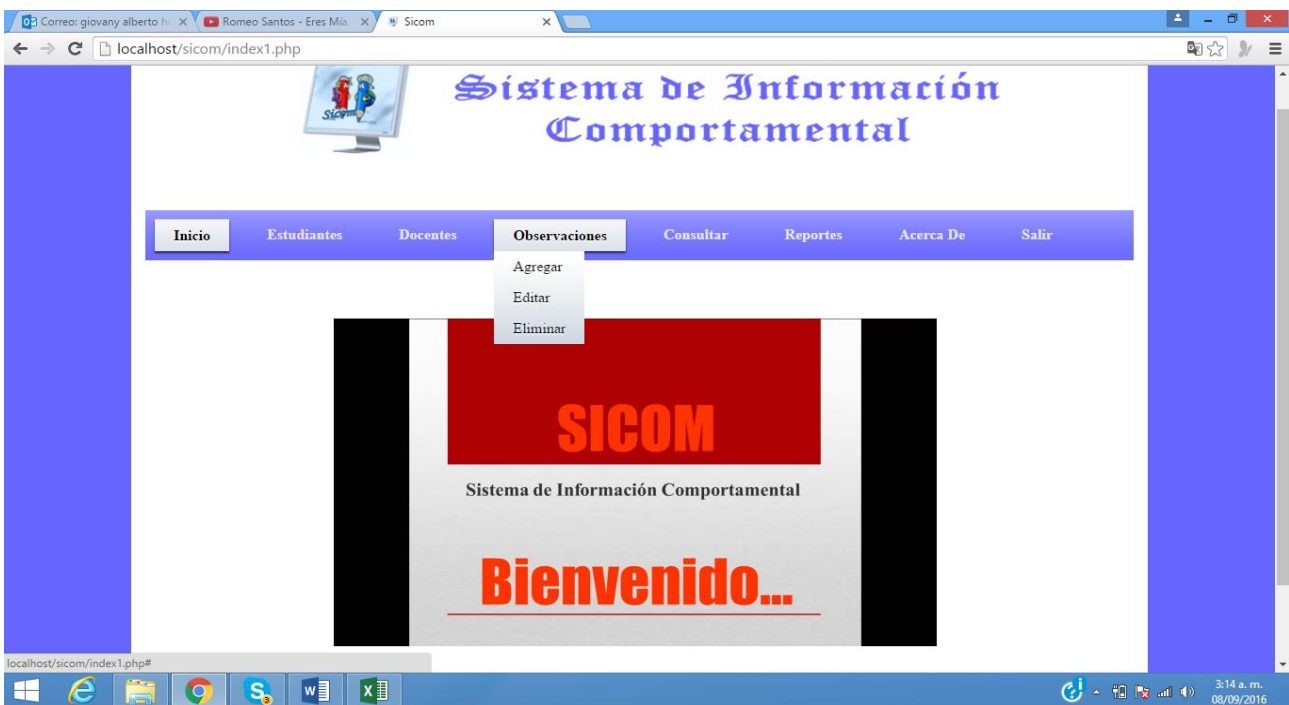 Correo: giovany alberto h
Romeo Santos - Eres Mía
Sicom
localhost/sicom/index1.php
Sicom
Sistema de Información
Comportamental
Inicio Estudiantes Docentes Observaciones Consultar Reportes Acerca De Salir
Agregar
Editar
Eliminar
SICOM
Sistema de Información Comportamental
Bienvenido...
localhost/sicom/index1.php#
3:14 a. m.
08/09/2016